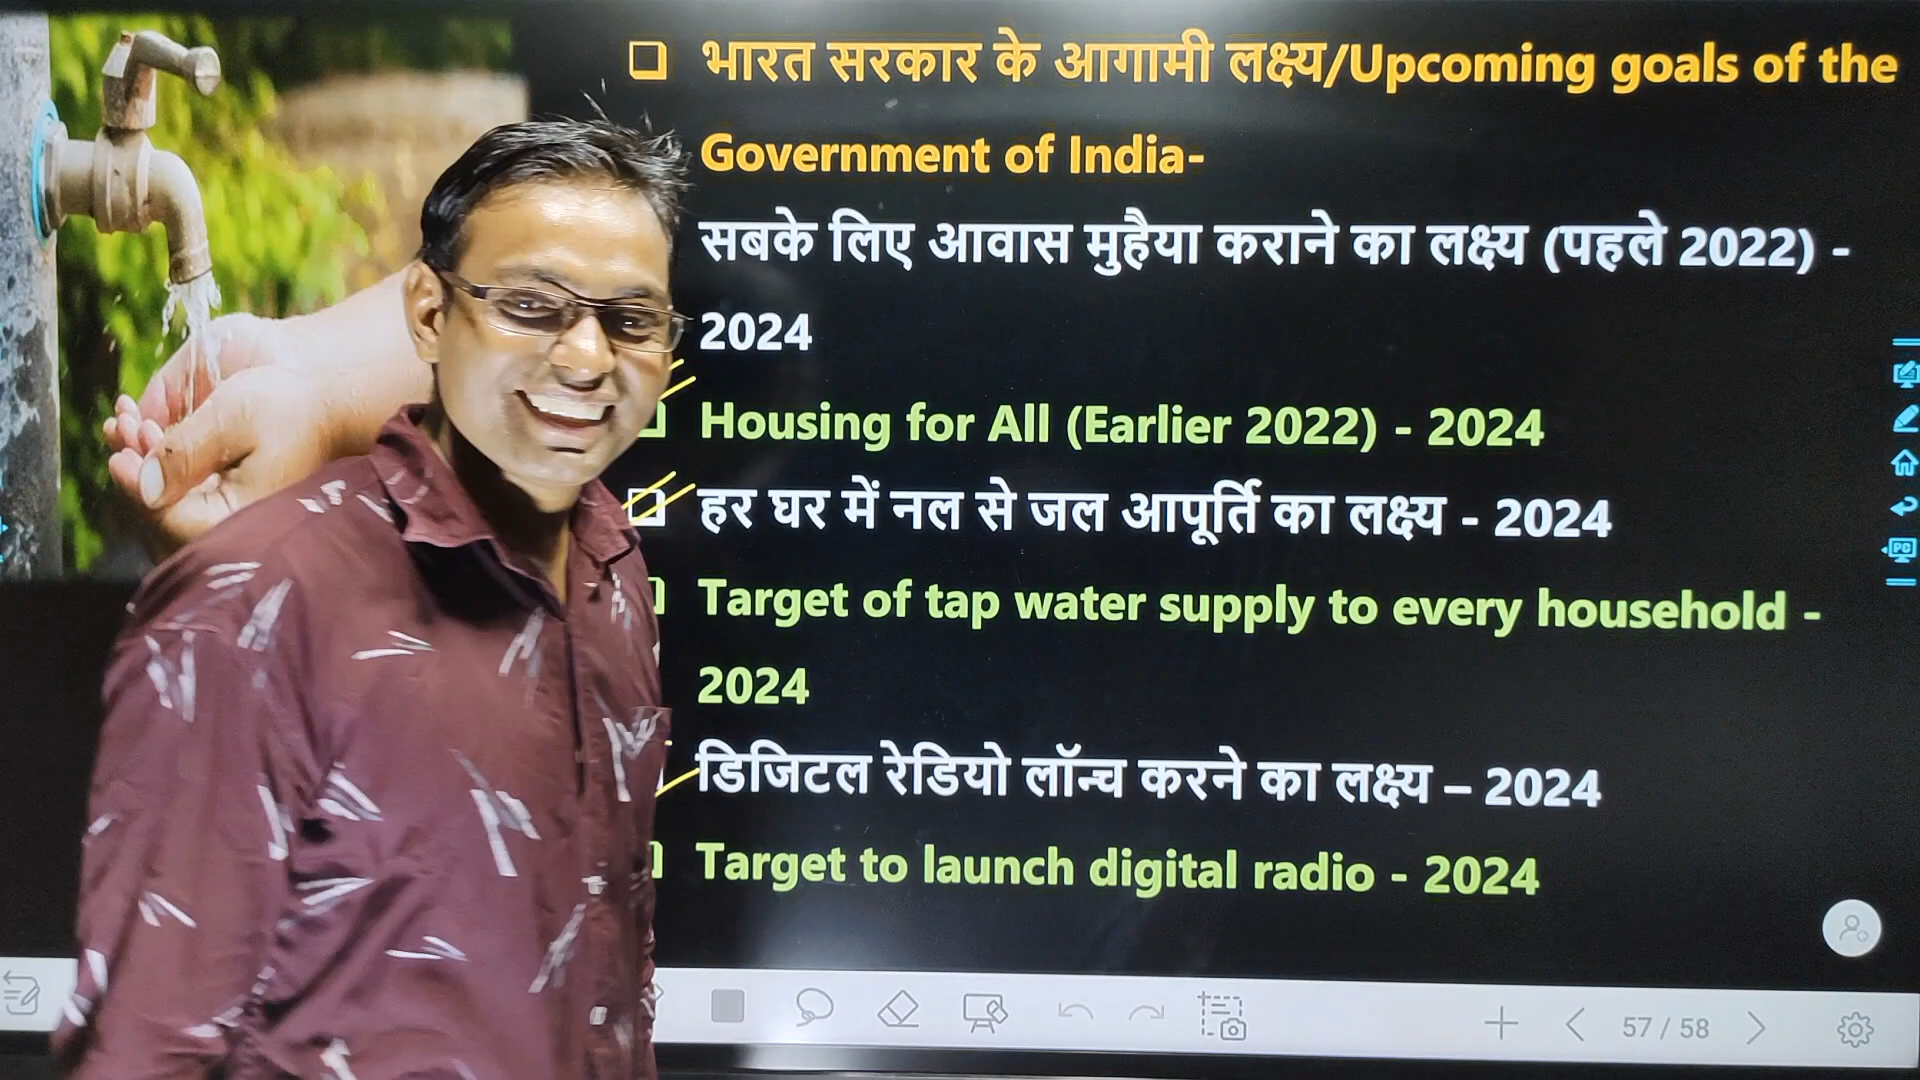 भारत सरकार के आगामी लक्ष्य/Upcoming goals of the
Government of India-
सबके लिए आवास मुहैया कराने का लक्ष्य (पहले 2022) -
2024
Housing for All (Earlier 2022) - 2024
हर घर में नल से जल आपूर्ति का लक्ष्य - 2024
Target of tap water supply to every household -
2024
डिजिटल रेडियो लॉन्च करने का लक्ष्य – 2024
Target to launch digital radio - 2024
PC
57 / 58